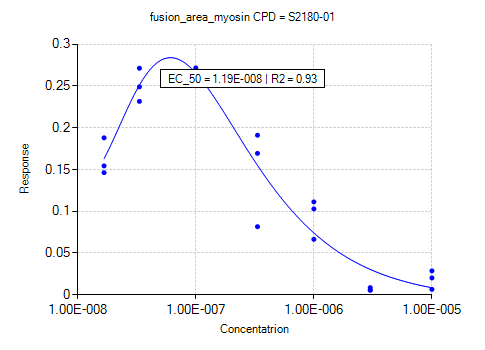 fusion_area_myosin CPD = S2180-01
0.3
EC_50 = 1.19E-008 | R2 = 0.93
0.25
0.2
0.15
Response
0.1
0.05
0
1.00E-008 1.00E-007 1.00E-006 1.00E-005
Concentatrion